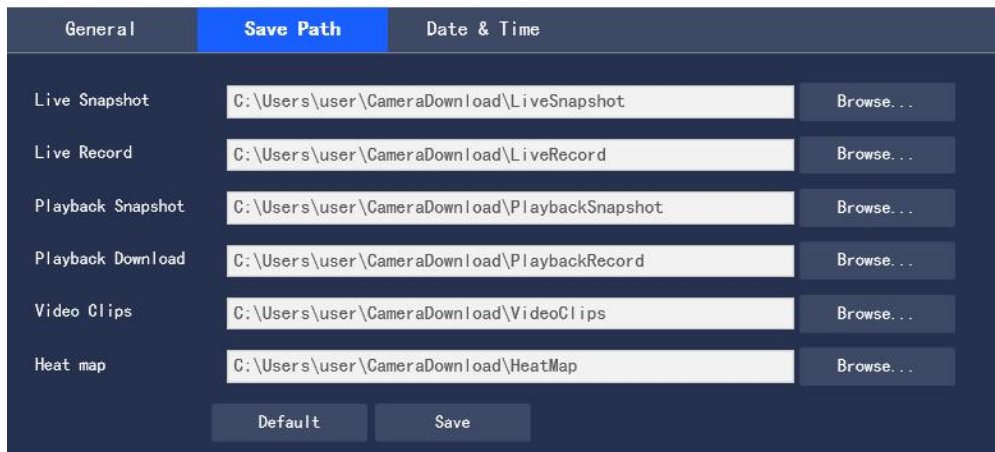 General Save Path Date & Time
Live Snapshot C:\Users\user\CameraDownload\LiveSnapshot Browse...
Live Record C:\Users\user\CameraDownload\LiveRecord Browse...
Playback Snapshot C:\Users\user\CameraDownload\PlaybackSnapshot Browse...
Playback Download C:\Users\user\CameraDownload\PlaybackRecord Browse...
Video Clips C:\Users\user\CameraDownload\VideoClips Browse...
Heat map C:\Users\user\CameraDownload\HeatMap Browse...
Default Save